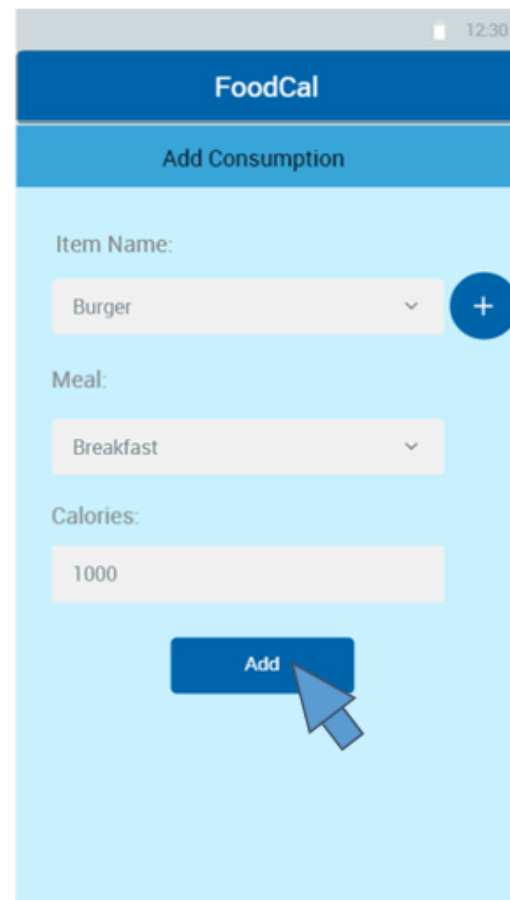 12:30
FoodCal
Add Consumption
Item Name:
Burger
+
Meal:
Breakfast
Calories:
1000
Add